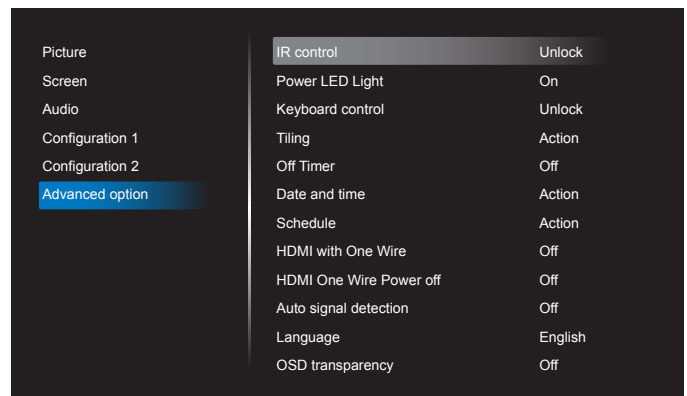 Picture
Screen
Audio
Configuration 1
Configuration 2
Advanced option
IR control Unlock
Power LED Light On
Keyboard control Unlock
Tiling Action
Off Timer Off
Date and time Action
Schedule Action
HDMI with One Wire Off
HDMI One Wire Power off Off
Auto signal detection Off
Language English
OSD transparency Off